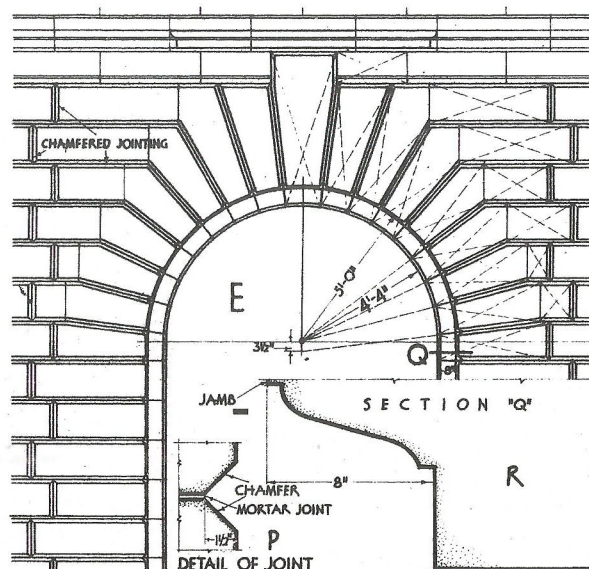 CHAMFERED JOINTING
E
5'-0"
4'-4"
3½"
Q
8"
JAMB
SECTION "Q"
8"
R
CHAMFER
MORTAR JOINT
1½"
P
DETAIL OF JOINT